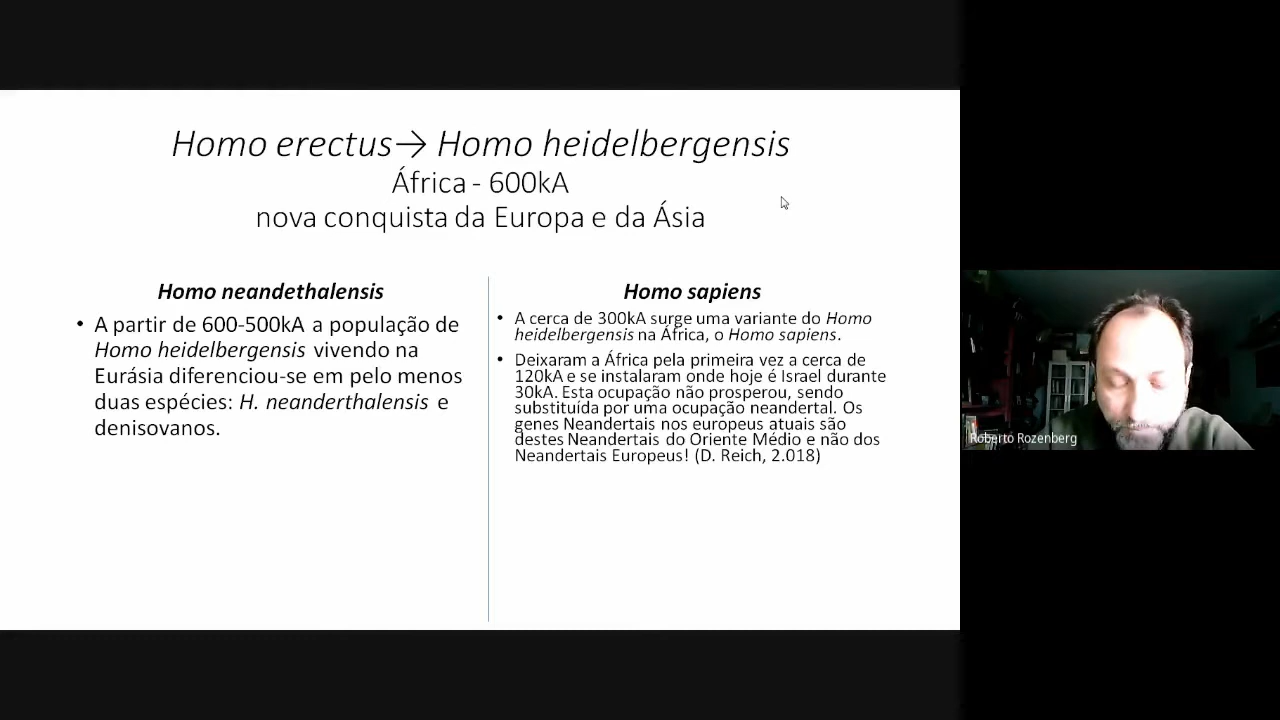 Homo erectus→ Homo heidelbergensis
África - 600kA
nova conquista da Europa e da Ásia
Homo neandethalensis
• A partir de 600-500kA a população de
Homo heidelbergensis vivendo na
Eurásia diferenciou-se em pelo menos
duas espécies: H. neanderthalensis e
denisovanos.
Homo sapiens
• A cerca de 300kA surge uma variante do Homo
heidelbergensis na África, o Homo sapiens.
• Deixaram a África pela primeira vez a cerca de
120kA e se instalaram onde hoje é Israel durante
30kA. Esta ocupação não prosperou, sendo
substituída por uma ocupação neandertal. Os
genes Neandertais nos europeus atuais são
destes Neandertais do Oriente Médio e não dos
Neandertais Europeus! (D. Reich, 2.018)
Roberto Rozenberg